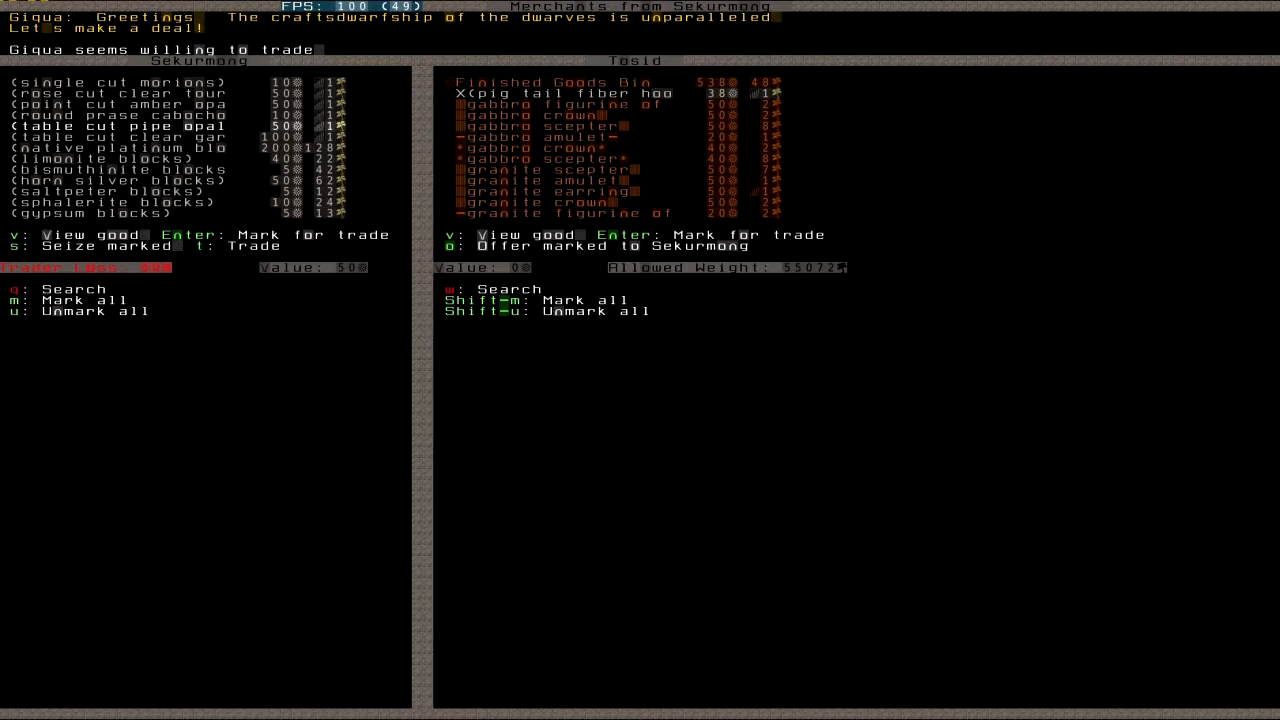 FPS: 100 (49) Merchants from Sekurmong
Giqua: Greetings The craftsdwarfship of the dwarves is unparalleled
Let s make a deal!
Giqua seems willing to trade
Sekurmong Tosid
(single cut morions) 10☼ 1 Finished Goods Bin 538☼ 48
(rose cut clear tour 50☼ 1 X(pig tail fiber hoo 38☼ 1
(point cut amber opa 50☼ 1 gabbro figurine of 50☼ 2
(round prase cabocho 10☼ 1 gabbro crown 50☼ 2
(table cut pipe opal 50☼ 1 gabbro scepter 50☼ 8
(table cut clear gar 100☼ 1 -gabbro amulet- 20☼ 1
(native platinum blo 200☼128 *gabbro crown* 40☼ 2
(limonite blocks) 40☼ 22 *gabbro scepter* 40☼ 8
(bismuthinite blocks 5☼ 42 granite scepter 50☼ 7
(horn silver blocks) 50☼ 62 granite amulet 50☼ 1
(saltpeter blocks) 5☼ 12 granite earring 50☼ 1
(sphalerite blocks) 10☼ 24 granite crown 50☼ 2
(gypsum blocks) 5☼ 13 -granite figurine of 20☼ 2
v: View good Enter: Mark for trade v: View good Enter: Mark for trade
s: Seize marked t: Trade o: Offer marked to Sekurmong
Trader Loss: Value: 50☼ Value: 0☼ Allowed Weight: 55072
q: Search w: Search
m: Mark all Shift-m: Mark all
u: Unmark all Shift-u: Unmark all